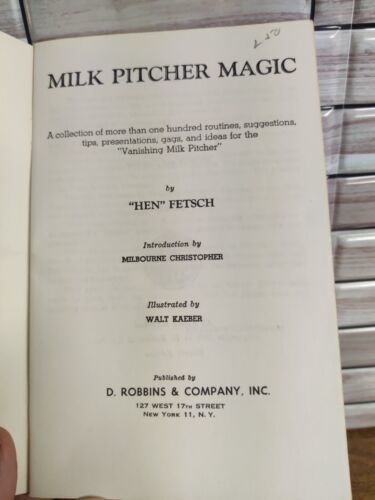 MILK PITCHER MAGIC
A collection of more than one hundred routines, suggestions,
tips, presentations, gags, and ideas for the
"Vanishing Milk Pitcher"
by
"HEN" FETSCH
Introduction by
MILBOURNE CHRISTOPHER
Illustrated by
WALT KAEBER
Published by
D. ROBBINS & COMPANY, INC.
127 WEST 17TH STREET
NEW YORK 11, N. Y.